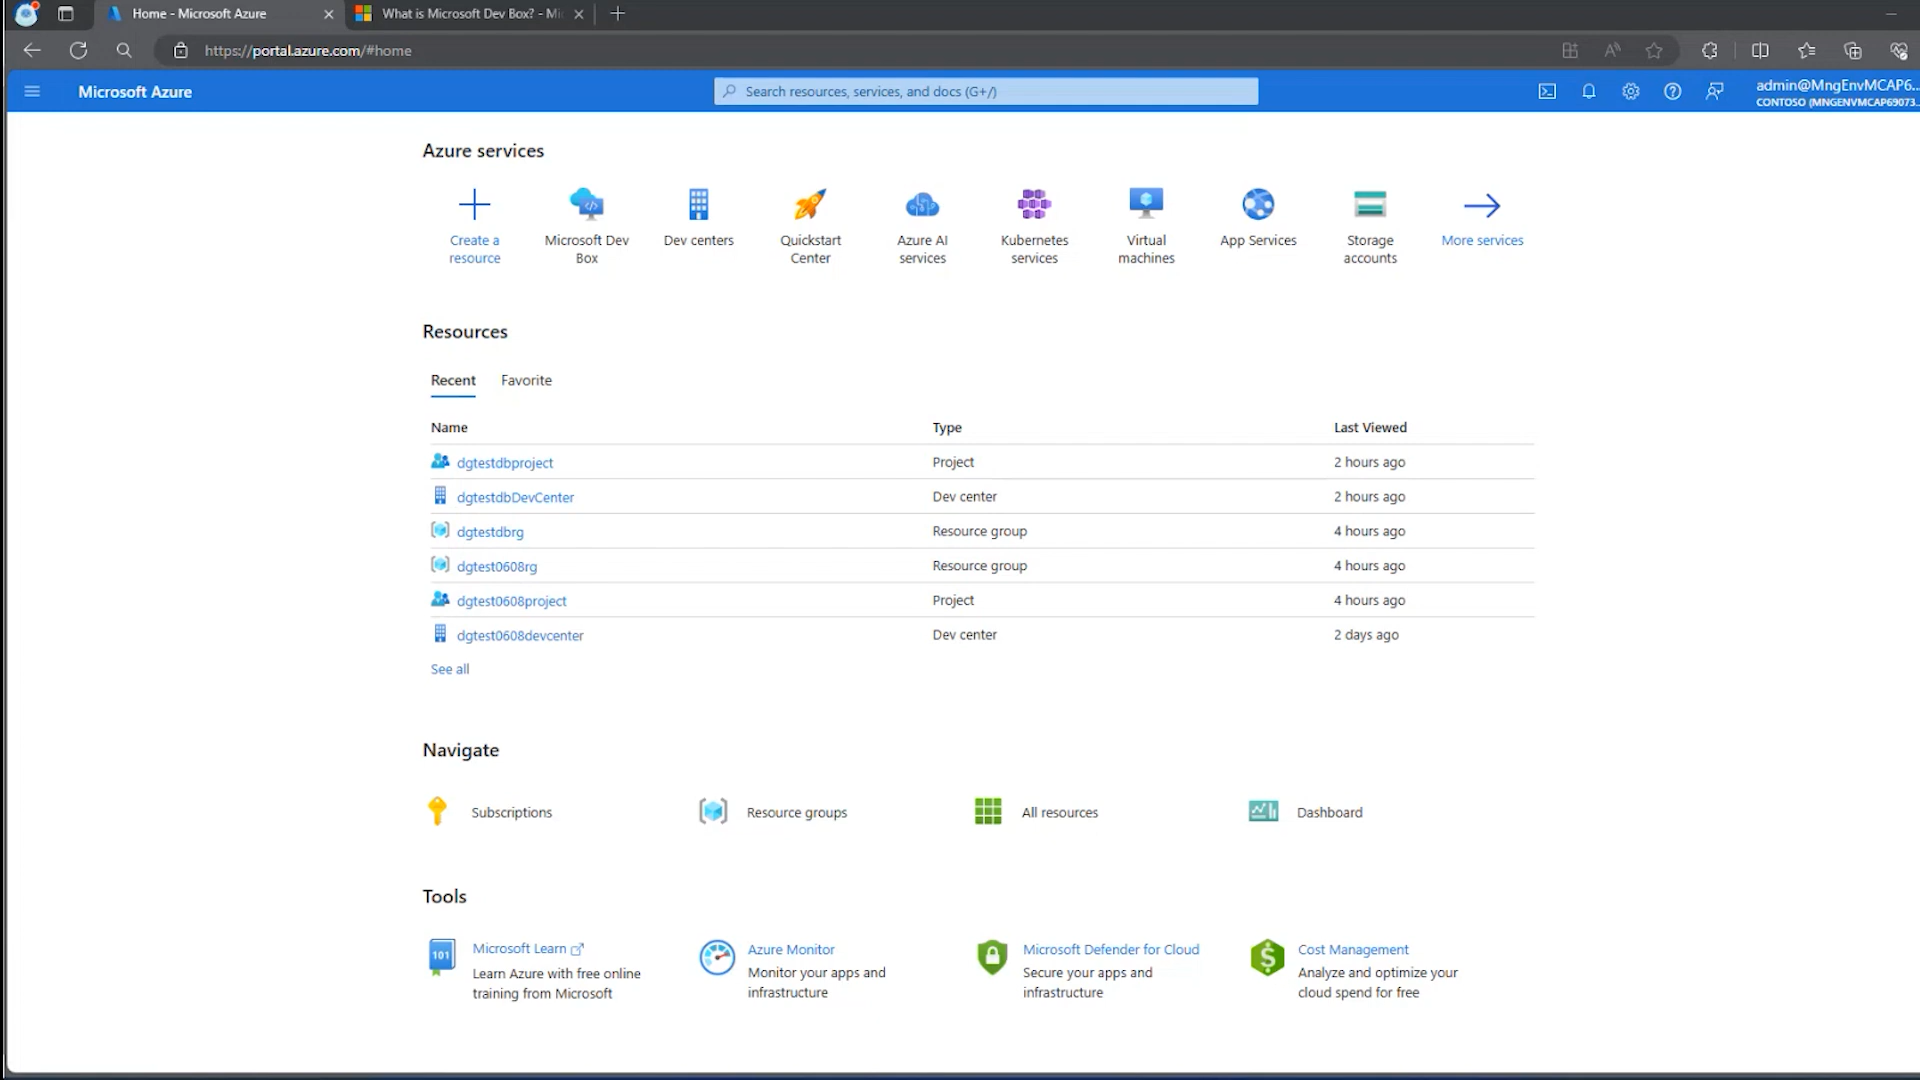 Home - Microsoft Azure
What is Microsoft Dev Box? - Mi
https://portal.azure.com/#home
Microsoft Azure
Search resources, services, and docs (G+/)
admin@MngEnvMCAP6...
CONTOSO (MNGENVMCAP69073...
Azure services
Create a resource
Microsoft Dev Box
Dev centers
Quickstart Center
Azure AI services
Kubernetes services
Virtual machines
App Services
Storage accounts
More services
Resources
Recent Favorite
Name Type Last Viewed
dgtestdbproject Project 2 hours ago
dgtestdbDevCenter Dev center 2 hours ago
dgtestdbrg Resource group 4 hours ago
dgtest0608rg Resource group 4 hours ago
dgtest0608project Project 4 hours ago
dgtest0608devcenter Dev center 2 days ago
See all
Navigate
Subscriptions
Resource groups
All resources
Dashboard
Tools
101
Microsoft Learn
Learn Azure with free online
training from Microsoft
Azure Monitor
Monitor your apps and
infrastructure
Microsoft Defender for Cloud
Secure your apps and
infrastructure
Cost Management
Analyze and optimize your
cloud spend for free